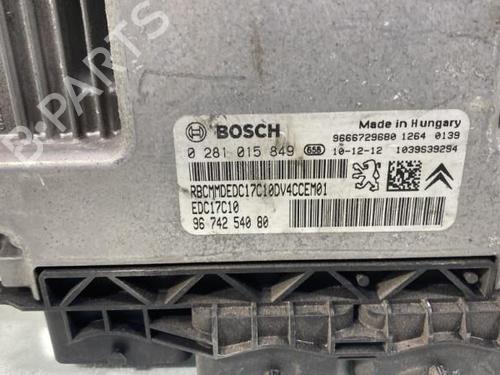 BOSCH
Made in Hungary
9666729680 1264 0139
0 281 015 849 658 10-12-12 1039S39294
RBCMMDEDC17C10DV4CCEM01
EDC17C10
96 742 540 80
B-PARTS